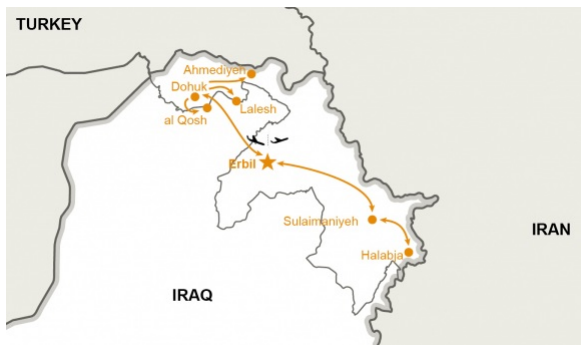 TURKEY
Ahmediyeh
Dohuk
Lalesh
al Qosh
Erbil
Sulaimaniyeh
IRAN
Halabja
IRAQ